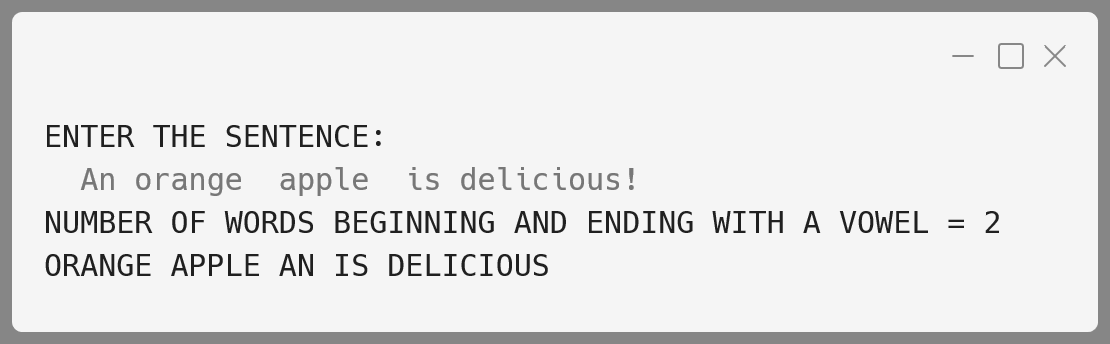 ENTER THE SENTENCE:
  An orange  apple  is delicious!
NUMBER OF WORDS BEGINNING AND ENDING WITH A VOWEL = 2
ORANGE APPLE AN IS DELICIOUS